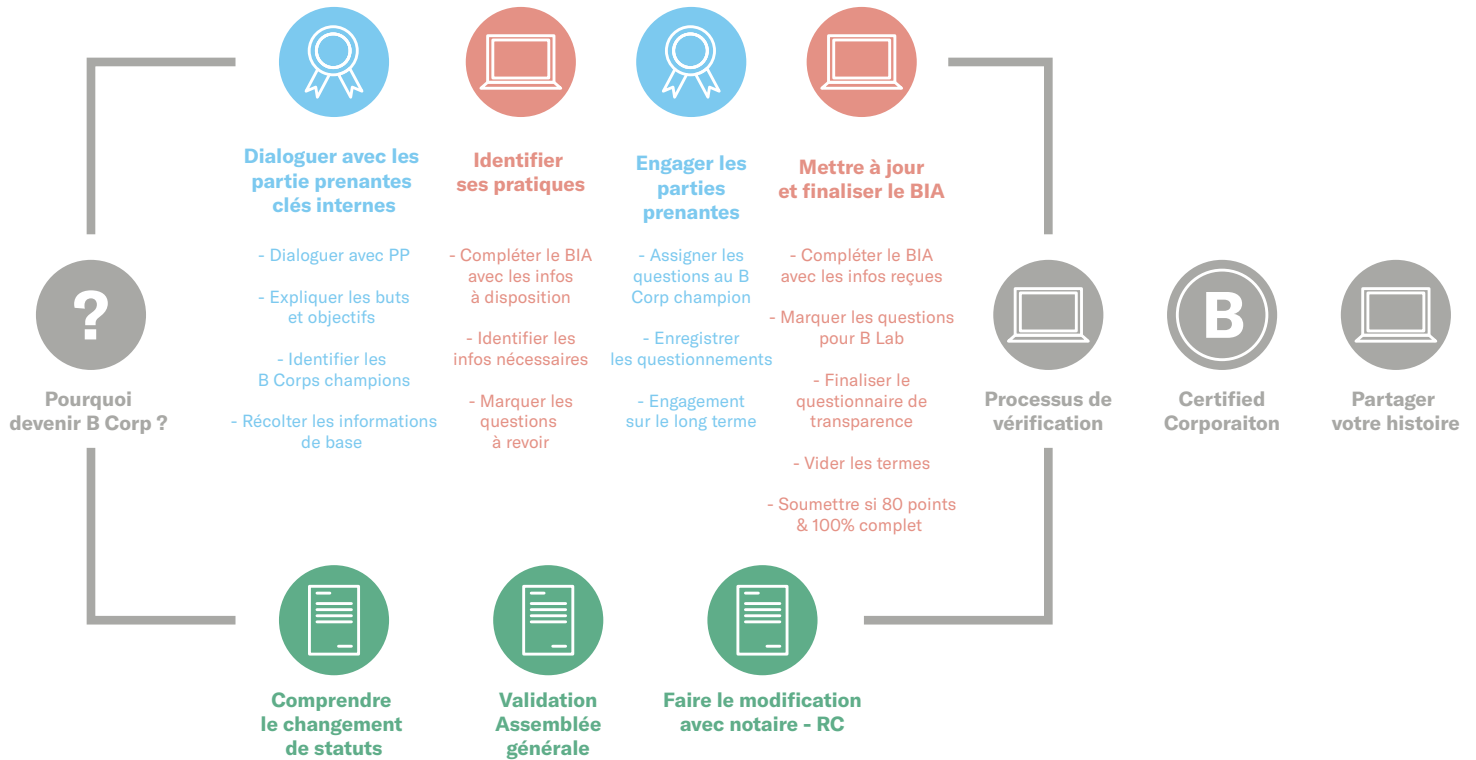 ?
Pourquoi
devenir B Corp ?
Dialoguer avec les
partie prenantes
clés internes
- Dialoguer avec PP
- Expliquer les buts
et objectifs
- Identifier les
B Corps champions
- Récolter les informations
de base
Identifier
ses pratiques
- Compléter le BIA
avec les infos
à disposition
- Identifier les
infos nécessaires
- Marquer les
questions
à revoir
Engager les
parties
prenantes
- Assigner les
questions au B
Corp champion
- Enregistrer
les questionnements
- Engagement
sur le long terme
Mettre à jour
et finaliser le BIA
- Compléter le BIA
avec les infos reçues
- Marquer les questions
pour B Lab
- Finaliser le
questionnaire de
transparence
- Vider les termes
- Soumettre si 80 points
& 100% complet
Comprendre
le changement
de statuts
Validation
Assemblée
générale
Faire le modification
avec notaire - RC
Processus de
vérification
B
Certified
Corporaiton
Partager
votre histoire